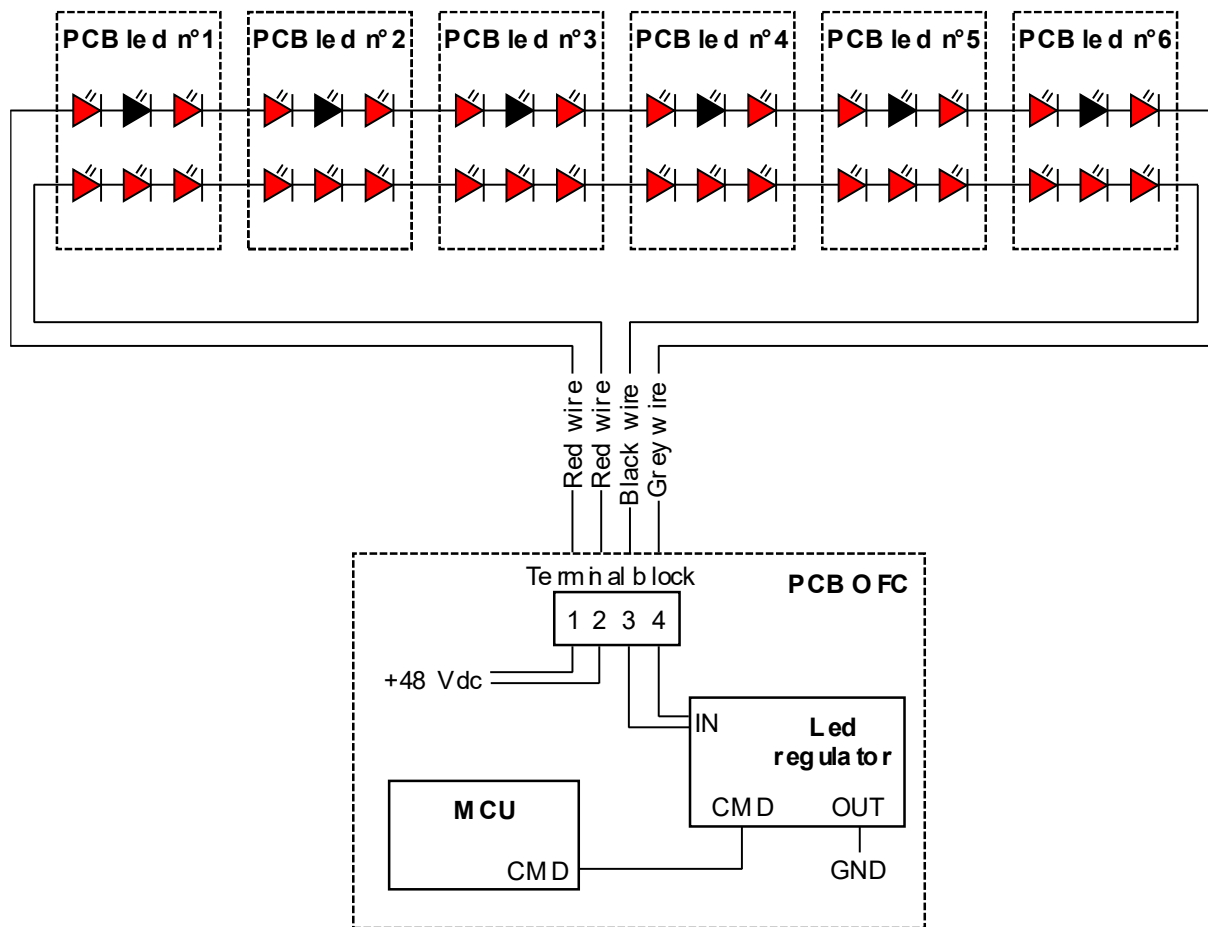 PCB led n°1
PCB led n°2
PCB led n°3
PCB led n°4
PCB led n°5
PCB led n°6
Red wire
Red wire
Black wire
Grey wire
Terminal block
PCB OFC
1 2 3 4
+48 Vdc
IN
Led
regulator
CMD OUT
MCU
CMD
GND